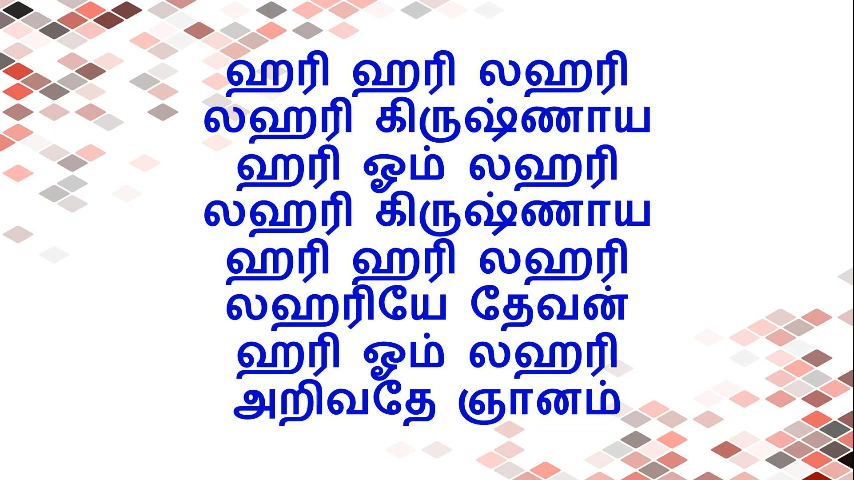 ஹரி ஹரி லஹரி
லஹரி கிருஷ்ணாய
ஹரி ஓம் லஹரி
லஹரி கிருஷ்ணாய
ஹரி ஹரி லஹரி
லஹரியே தேவன்
ஹரி ஓம் லஹரி
அறிவதே ஞானம்